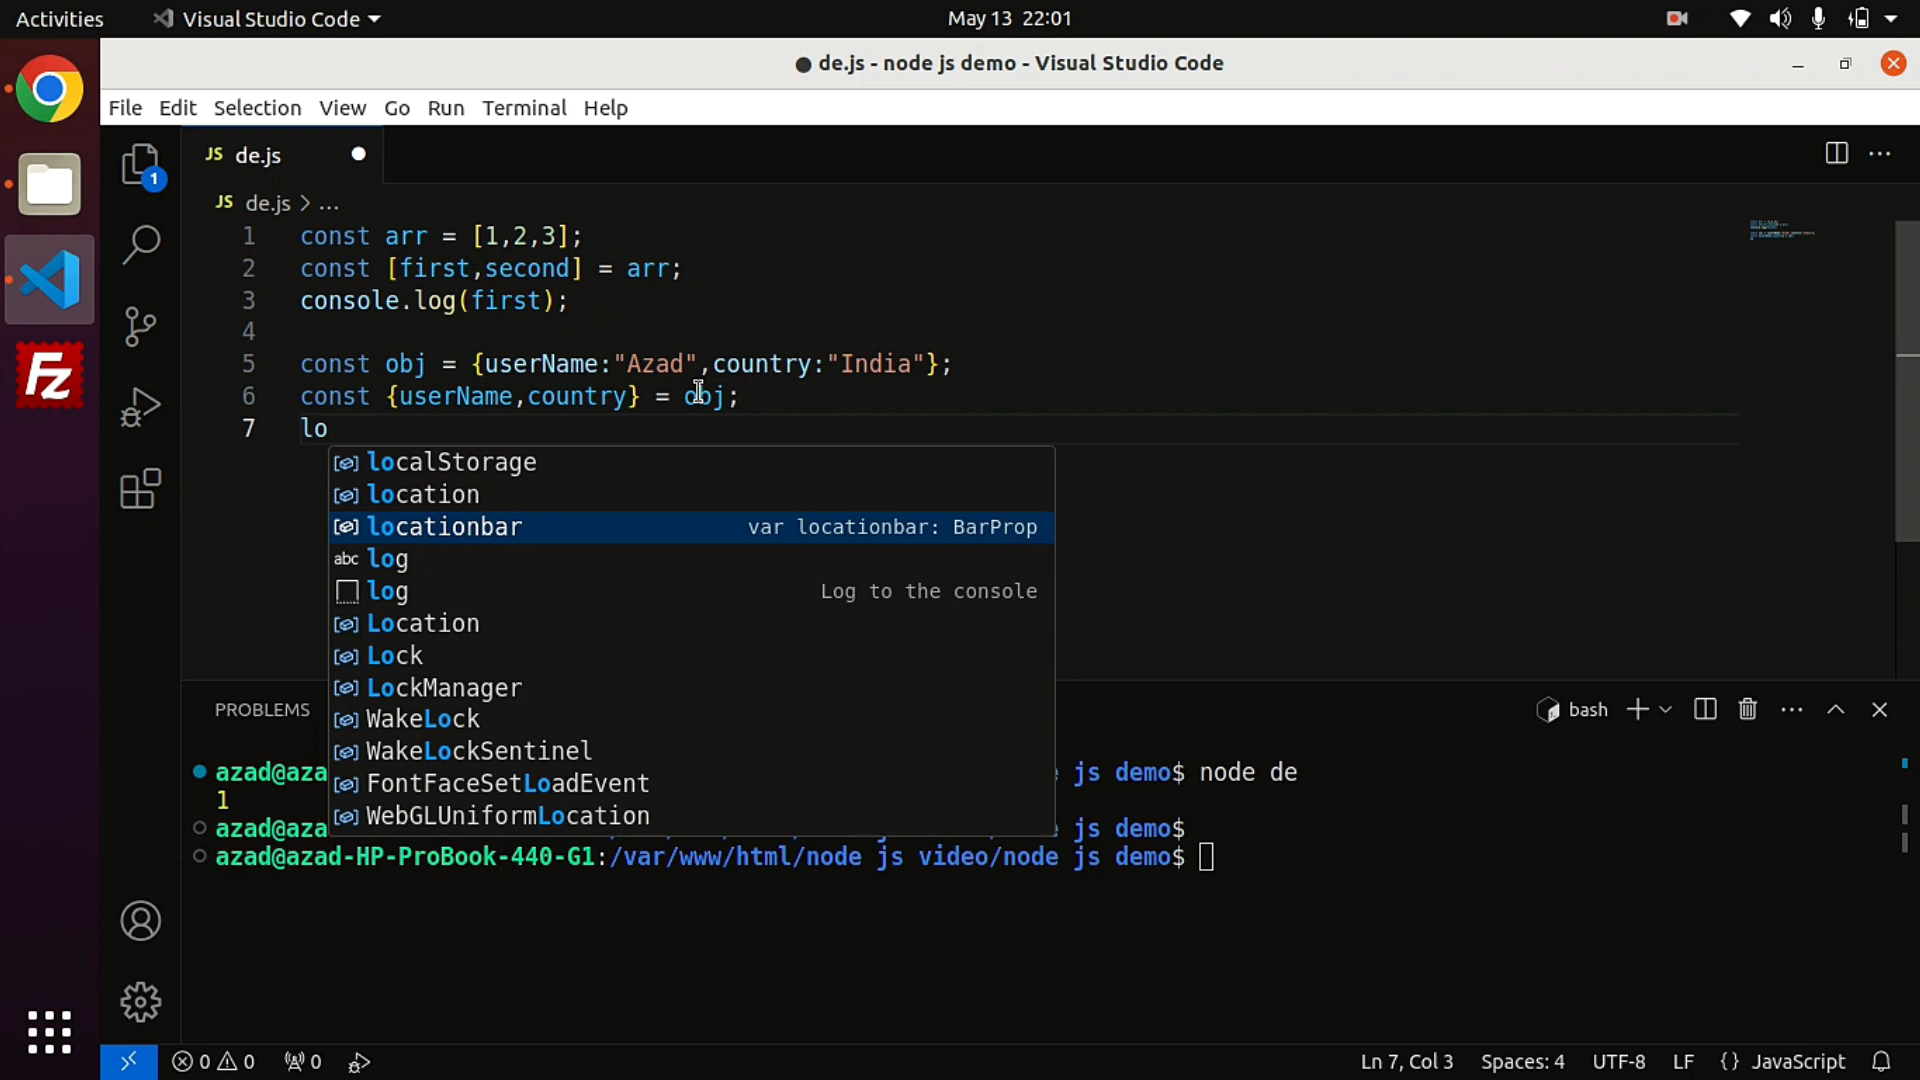 Activities Visual Studio Code May 13 22:01
● de.js - node js demo - Visual Studio Code
File Edit Selection View Go Run Terminal Help
JS de.js
1
JS de.js > ...
1 const arr = [1,2,3];
2 const [first,second] = arr;
3 console.log(first);
4
5 const obj = {userName:"Azad",country:"India"};
6 const {userName,country} = obj;
7 lo
localStorage
location
locationbar var locationbar: BarProp
abc log
log Log to the console
Location
Lock
LockManager
WakeLock
WakeLockSentinel
FontFaceSetLoadEvent
WebGLUniformLocation
PROBLEMS bash
azad@aza js demo$ node de
1
azad@aza js demo$
azad@azad-HP-ProBook-440-G1:/var/www/html/node js video/node js demo$
Fz
0 0 0 Ln 7, Col 3 Spaces: 4 UTF-8 LF {} JavaScript